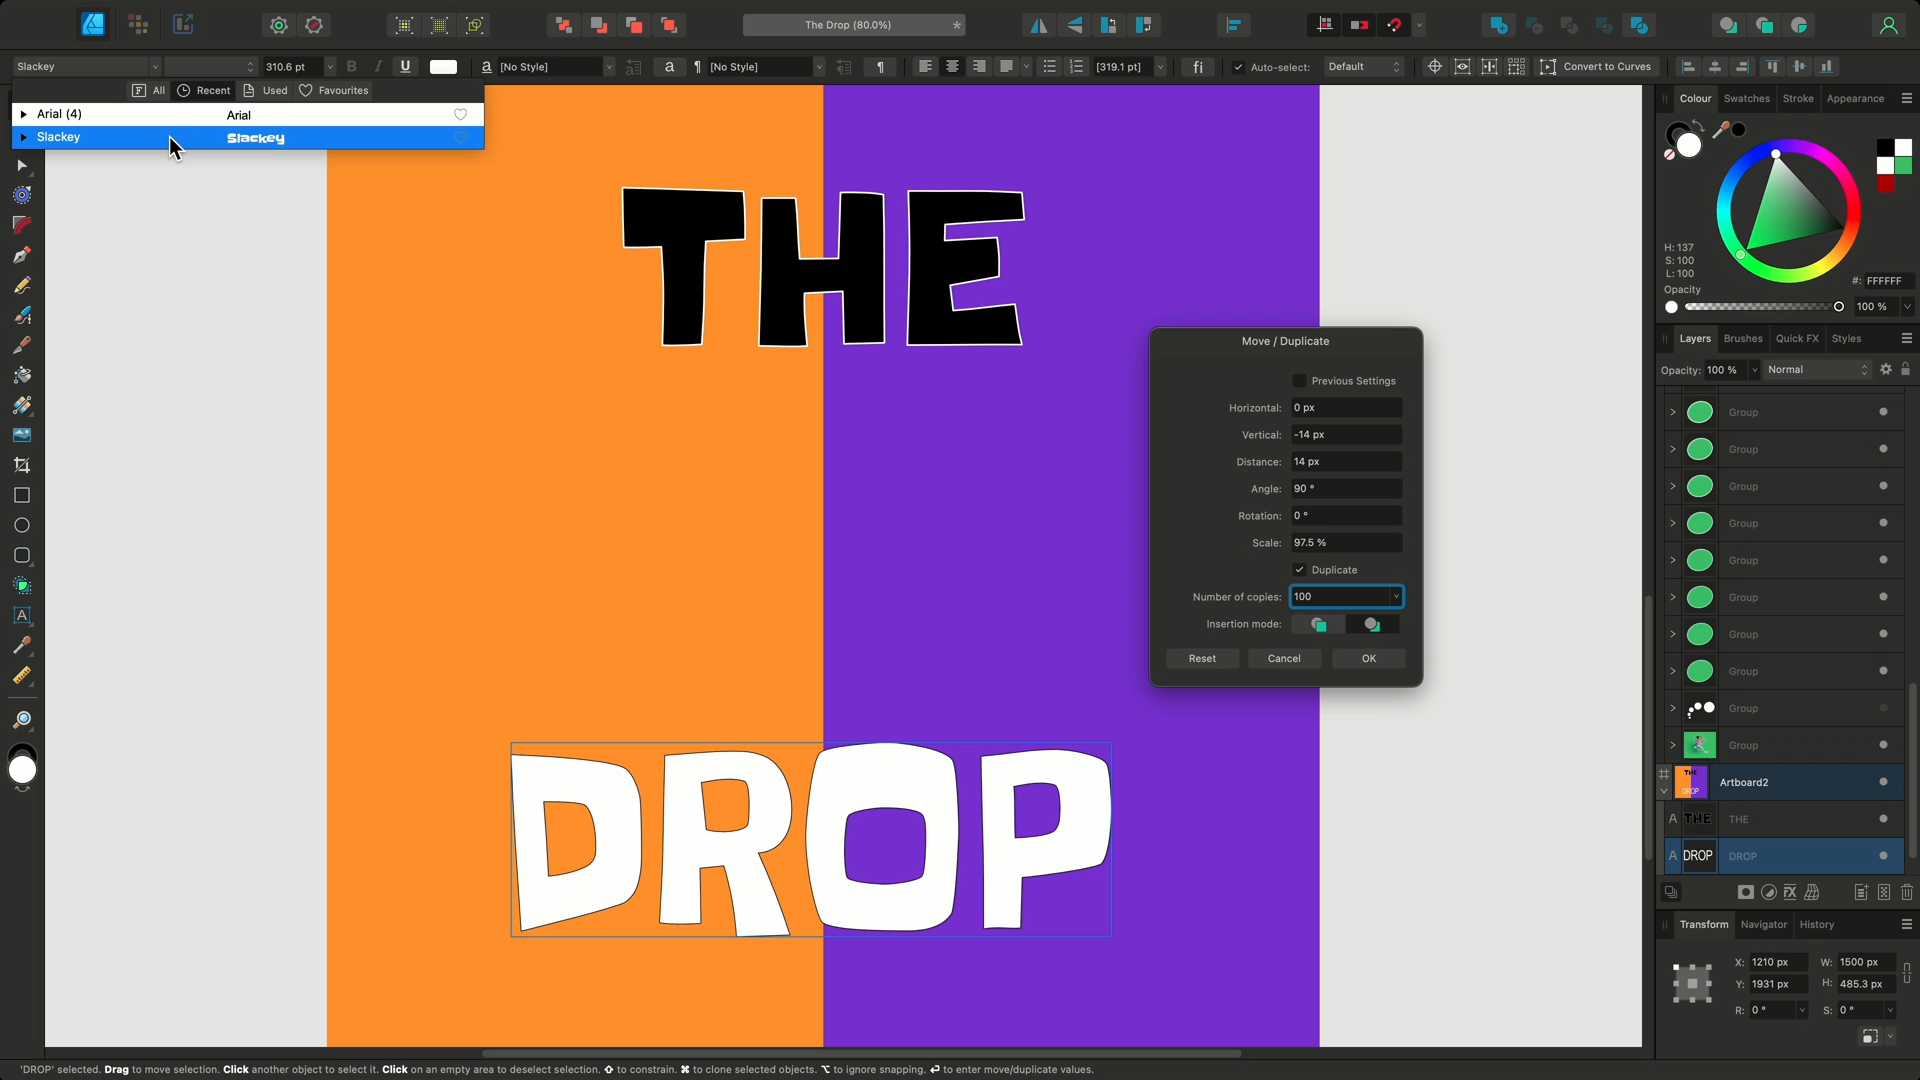 The Drop (80.0%)
*
Slackey
310.6 pt
B
I
U
a
[No Style]
a
¶
[No Style]
¶
[319.1 pt]
fi
Auto-select:
Default
Convert to Curves
F All
Recent
Used
Favourites
Arial (4)
Arial
Slackey
Slackey
THE
DROP
Move / Duplicate
Previous Settings
Horizontal: 0 px
Vertical: -14 px
Distance: 14 px
Angle: 90 °
Rotation: 0 °
Scale: 97.5 %
Duplicate
Number of copies: 100
Insertion mode:
Reset
Cancel
OK
Colour
Swatches
Stroke
Appearance
H: 137
S: 100
L: 100
#: FFFFFF
Opacity
100 %
Layers
Brushes
Quick FX
Styles
Opacity: 100 %
Normal
Group
Group
Group
Group
Group
Group
Group
Group
Group
Group
THE
DROP
Artboard2
A THE THE
A DROP DROP
FX
Transform
Navigator
History
X: 1210 px
W: 1500 px
Y: 1931 px
H: 485.3 px
R: 0 °
S: 0 °
'DROP' selected. Drag to move selection. Click another object to select it. Click on an empty area to deselect selection. ⇧ to constrain. ⌘ to clone selected objects. ⌥ to ignore snapping. ↵ to enter move/duplicate values.